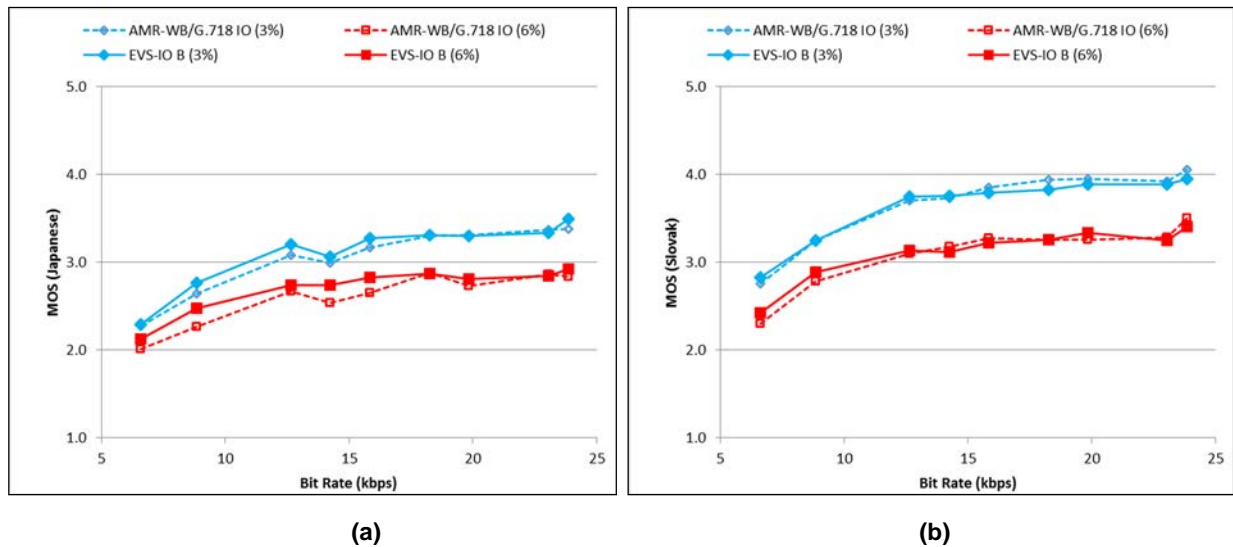 AMR-WB/G.718 IO (3%)
AMR-WB/G.718 IO (6%)
EVS-IO B (3%)
EVS-IO B (6%)
5.0
4.0
3.0
2.0
1.0
MOS (Japanese)
5
10
15
20
25
Bit Rate (kbps)
(a)
AMR-WB/G.718 IO (3%)
AMR-WB/G.718 IO (6%)
EVS-IO B (3%)
EVS-IO B (6%)
5.0
4.0
3.0
2.0
1.0
MOS (Slovak)
5
10
15
20
25
Bit Rate (kbps)
(b)